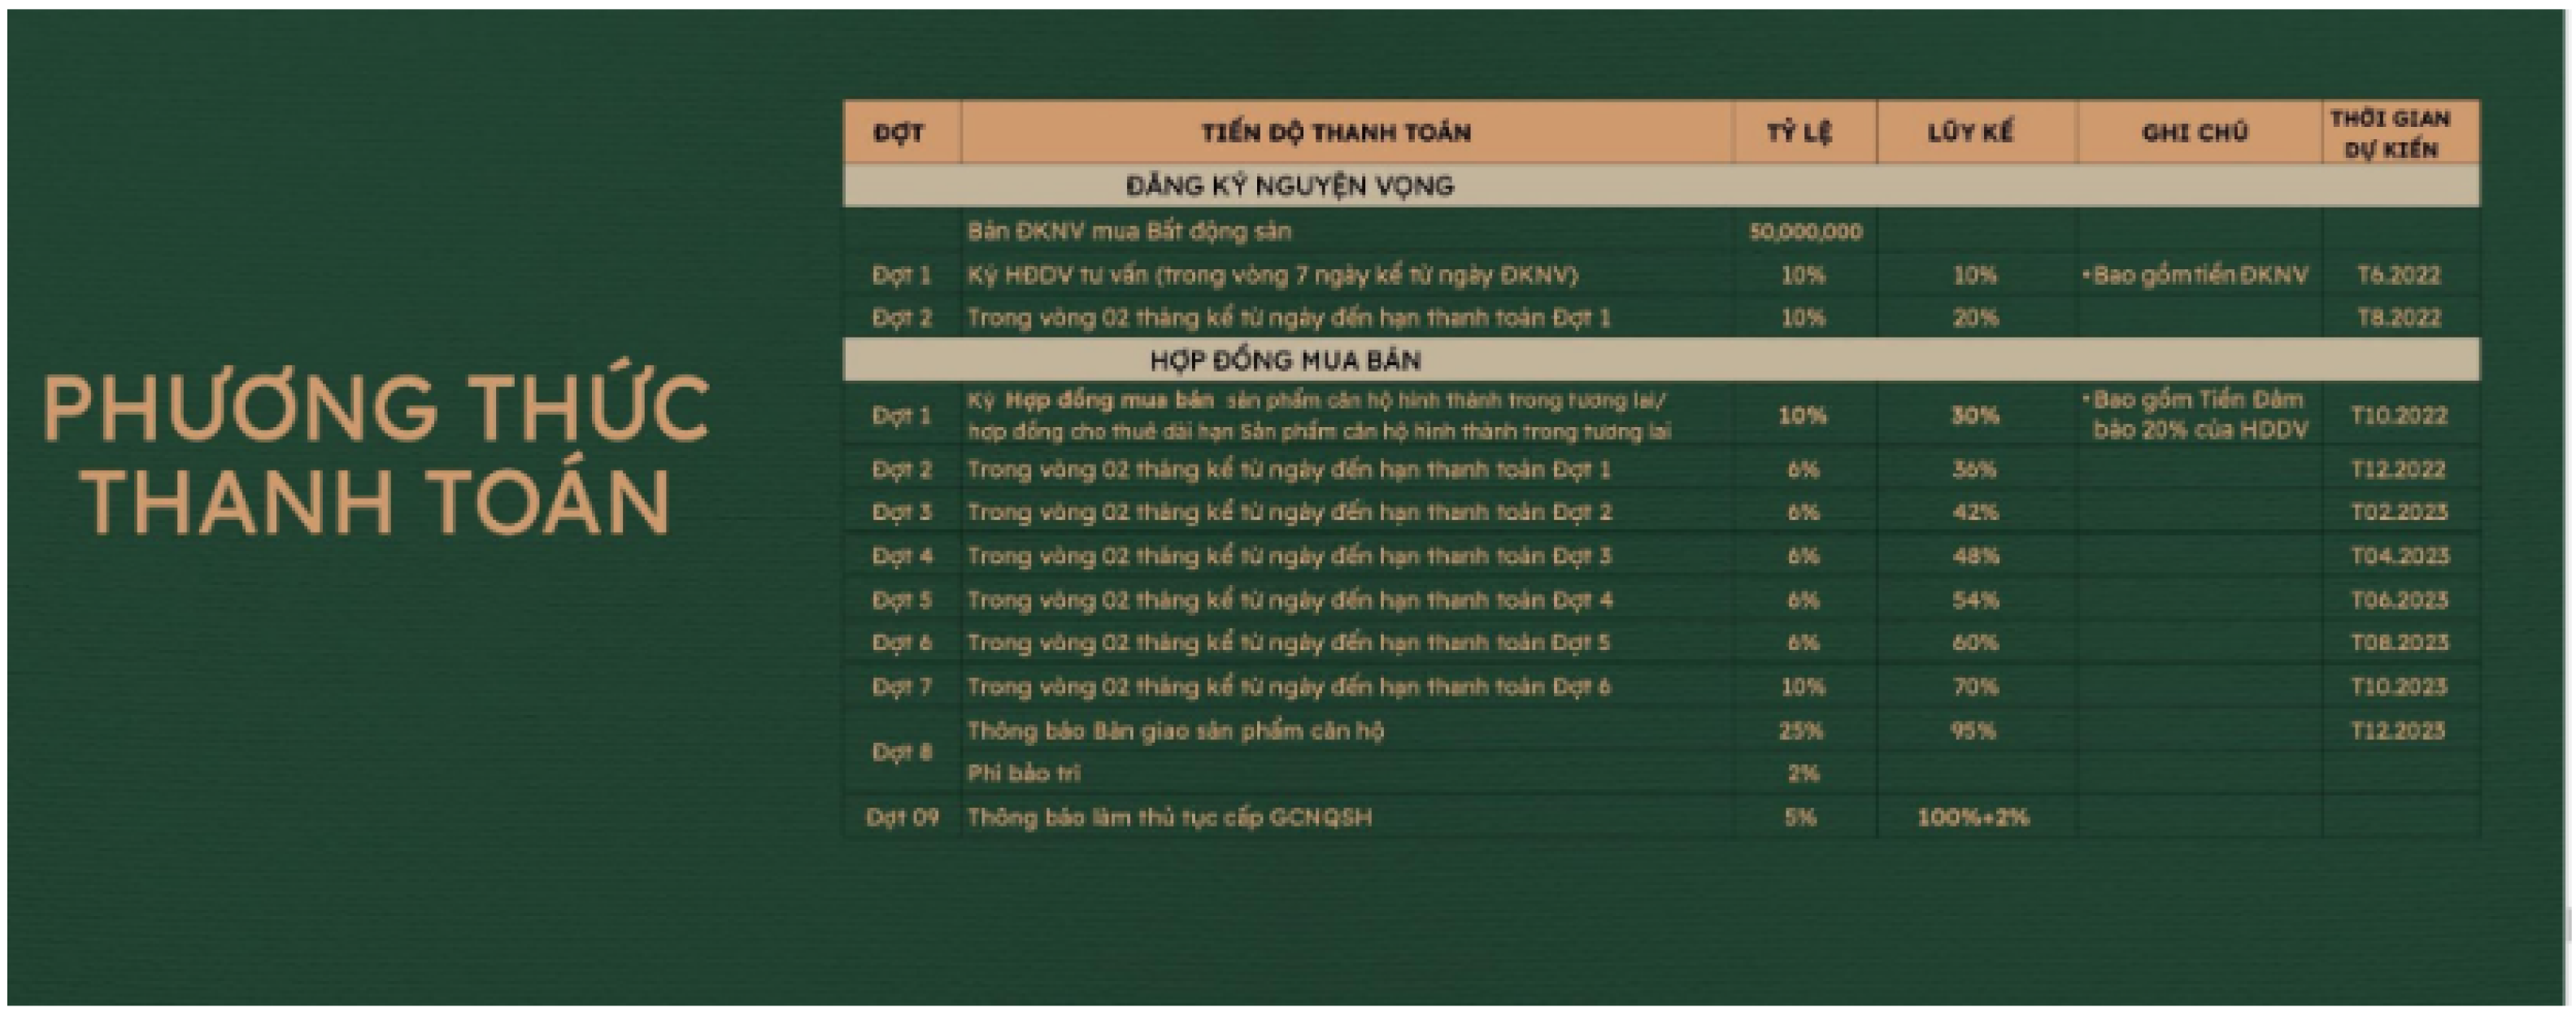 PHƯƠNG THỨC
THANH TOÁN
ĐỢT TIẾN ĐỘ THANH TOÁN TỶ LỆ LŨY KẾ GHI CHÚ THỜI GIAN DỰ KIẾN
ĐĂNG KÝ NGUYỆN VỌNG
Bản ĐKNV mua Bất động sản 50,000,000
Đợt 1 Ký HĐDV tư vấn (trong vòng 7 ngày kể từ ngày ĐKNV) 10% 10% •Bao gồm tiền ĐKNV T6.2022
Đợt 2 Trong vòng 02 tháng kể từ ngày đến hạn thanh toán Đợt 1 10% 20% T8.2022
HỢP ĐỒNG MUA BÁN
Đợt 1 Ký Hợp đồng mua bán sản phẩm căn hộ hình thành trong tương lai/
hợp đồng cho thuê dài hạn Sản phẩm căn hộ hình thành trong tương lai 10% 30% •Bao gồm Tiền Đảm
bảo 20% của HDDV T10.2022
Đợt 2 Trong vòng 02 tháng kể từ ngày đến hạn thanh toán Đợt 1 6% 36% T12.2022
Đợt 3 Trong vòng 02 tháng kể từ ngày đến hạn thanh toán Đợt 2 6% 42% T02.2023
Đợt 4 Trong vòng 02 tháng kể từ ngày đến hạn thanh toán Đợt 3 6% 48% T04.2023
Đợt 5 Trong vòng 02 tháng kể từ ngày đến hạn thanh toán Đợt 4 6% 54% T06.2023
Đợt 6 Trong vòng 02 tháng kể từ ngày đến hạn thanh toán Đợt 5 6% 60% T08.2023
Đợt 7 Trong vòng 02 tháng kể từ ngày đến hạn thanh toán Đợt 6 10% 70% T10.2023
Đợt 8 Thông báo Bàn giao sản phẩm căn hộ 25% 95% T12.2023
Phí bảo trì 2%
Đợt 09 Thông báo làm thủ tục cấp GCNQSH 5% 100%+2%